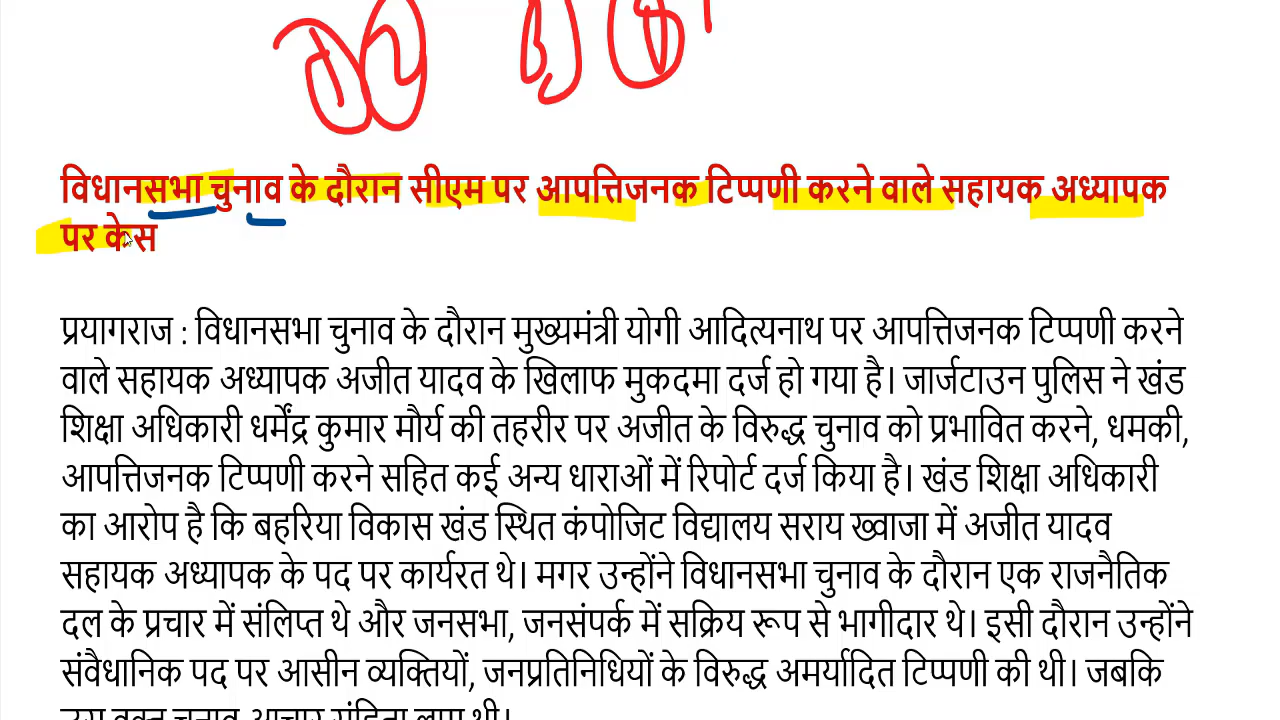 विधानसभा चुनाव के दौरान सीएम पर आपत्तिजनक टिप्पणी करने वाले सहायक अध्यापक
पर केस
प्रयागराज : विधानसभा चुनाव के दौरान मुख्यमंत्री योगी आदित्यनाथ पर आपत्तिजनक टिप्पणी करने
वाले सहायक अध्यापक अजीत यादव के खिलाफ मुकदमा दर्ज हो गया है। जार्जटाउन पुलिस ने खंड
शिक्षा अधिकारी धर्मेंद्र कुमार मौर्य की तहरीर पर अजीत के विरुद्ध चुनाव को प्रभावित करने, धमकी,
आपत्तिजनक टिप्पणी करने सहित कई अन्य धाराओं में रिपोर्ट दर्ज किया है। खंड शिक्षा अधिकारी
का आरोप है कि बहरिया विकास खंड स्थित कंपोजिट विद्यालय सराय ख्वाजा में अजीत यादव
सहायक अध्यापक के पद पर कार्यरत थे। मगर उन्होंने विधानसभा चुनाव के दौरान एक राजनैतिक
दल के प्रचार में संलिप्त थे और जनसभा, जनसंपर्क में सक्रिय रूप से भागीदार थे। इसी दौरान उन्होंने
संवैधानिक पद पर आसीन व्यक्तियों, जनप्रतिनिधियों के विरुद्ध अमर्यादित टिप्पणी की थी। जबकि
उस वक्त चुनाव आचार संहिता लागू थी।